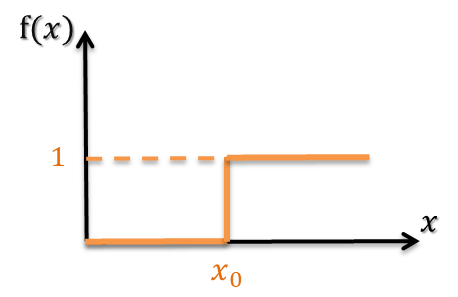 f(x)
1
x
x₀